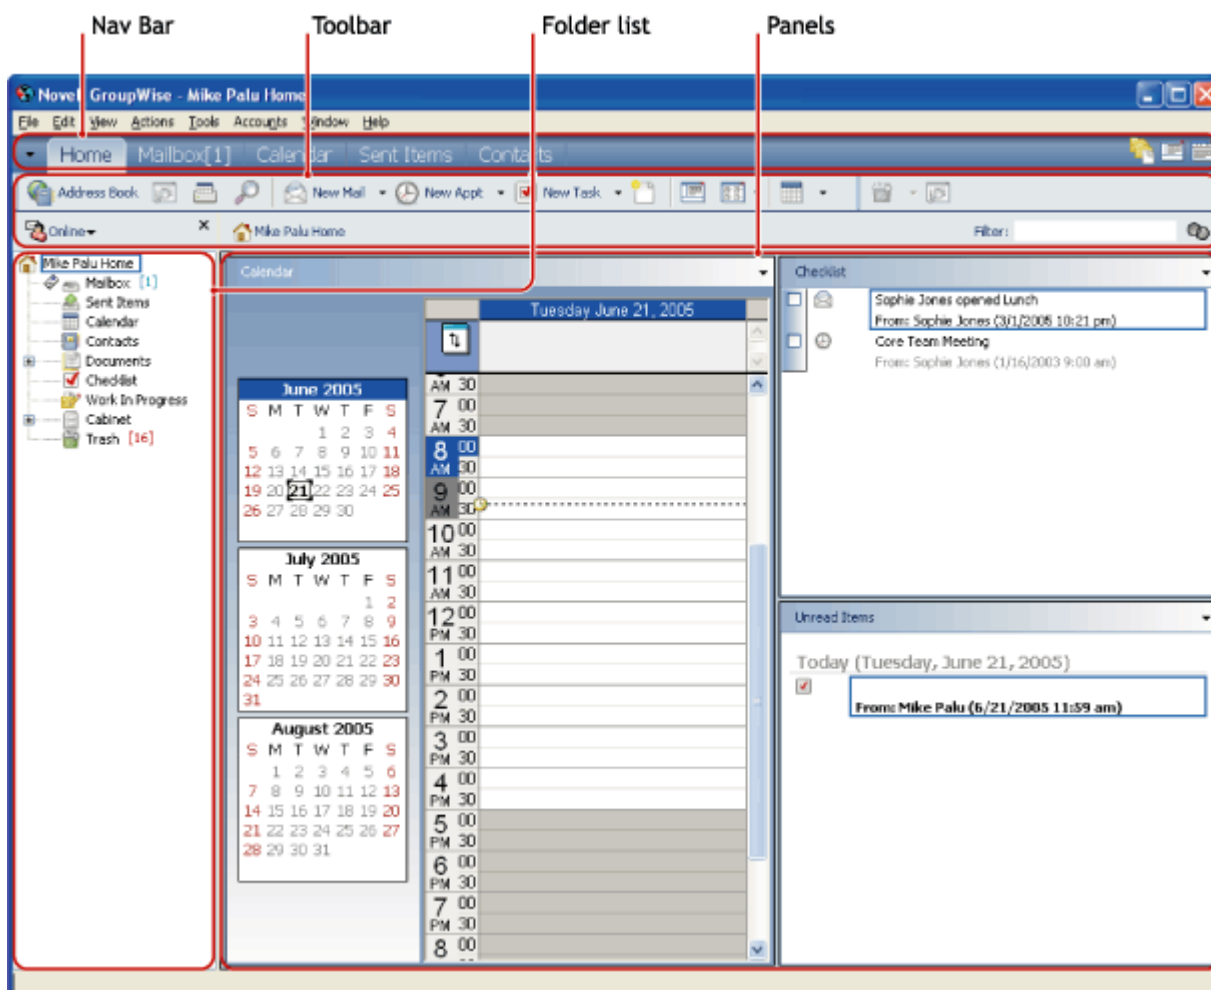 Nav Bar Toolbar Folder list Panels
Novell GroupWise - Mike Palu Home
File Edit View Actions Tools Accounts Window Help
Home Mailbox[1] Calendar Sent Items Contacts
Address Book New Mail New Appt New Task
Online Mike Palu Home Filter:
Mike Palu Home
Mailbox [1]
Sent Items
Calendar
Contacts
Documents
Checklist
Work In Progress
Cabinet
Trash [16]
Calendar
Tuesday June 21, 2005
June 2005
S M T W T F S
1 2 3 4
5 6 7 8 9 10 11
12 13 14 15 16 17 18
19 20 21 22 23 24 25
26 27 28 29 30
July 2005
S M T W T F S
1 2
3 4 5 6 7 8 9
10 11 12 13 14 15 16
17 18 19 20 21 22 23
24 25 26 27 28 29 30
31
August 2005
S M T W T F S
1 2 3 4 5 6
7 8 9 10 11 12 13
14 15 16 17 18 19 20
21 22 23 24 25 26 27
28 29 30 31
AM 30
7 00
AM 30
8 00
AM 30
9 00
AM 30
10 00
AM 30
11 00
AM 30
12 00
PM 30
1 00
PM 30
2 00
PM 30
3 00
PM 30
4 00
PM 30
5 00
PM 30
6 00
PM 30
7 00
PM 30
8 00
Checklist
Sophie Jones opened Lunch
From: Sophie Jones (3/1/2005 10:21 pm)
Core Team Meeting
From: Sophie Jones (1/16/2003 9:00 am)
Unread Items
Today (Tuesday, June 21, 2005)
From: Mike Palu (6/21/2005 11:59 am)